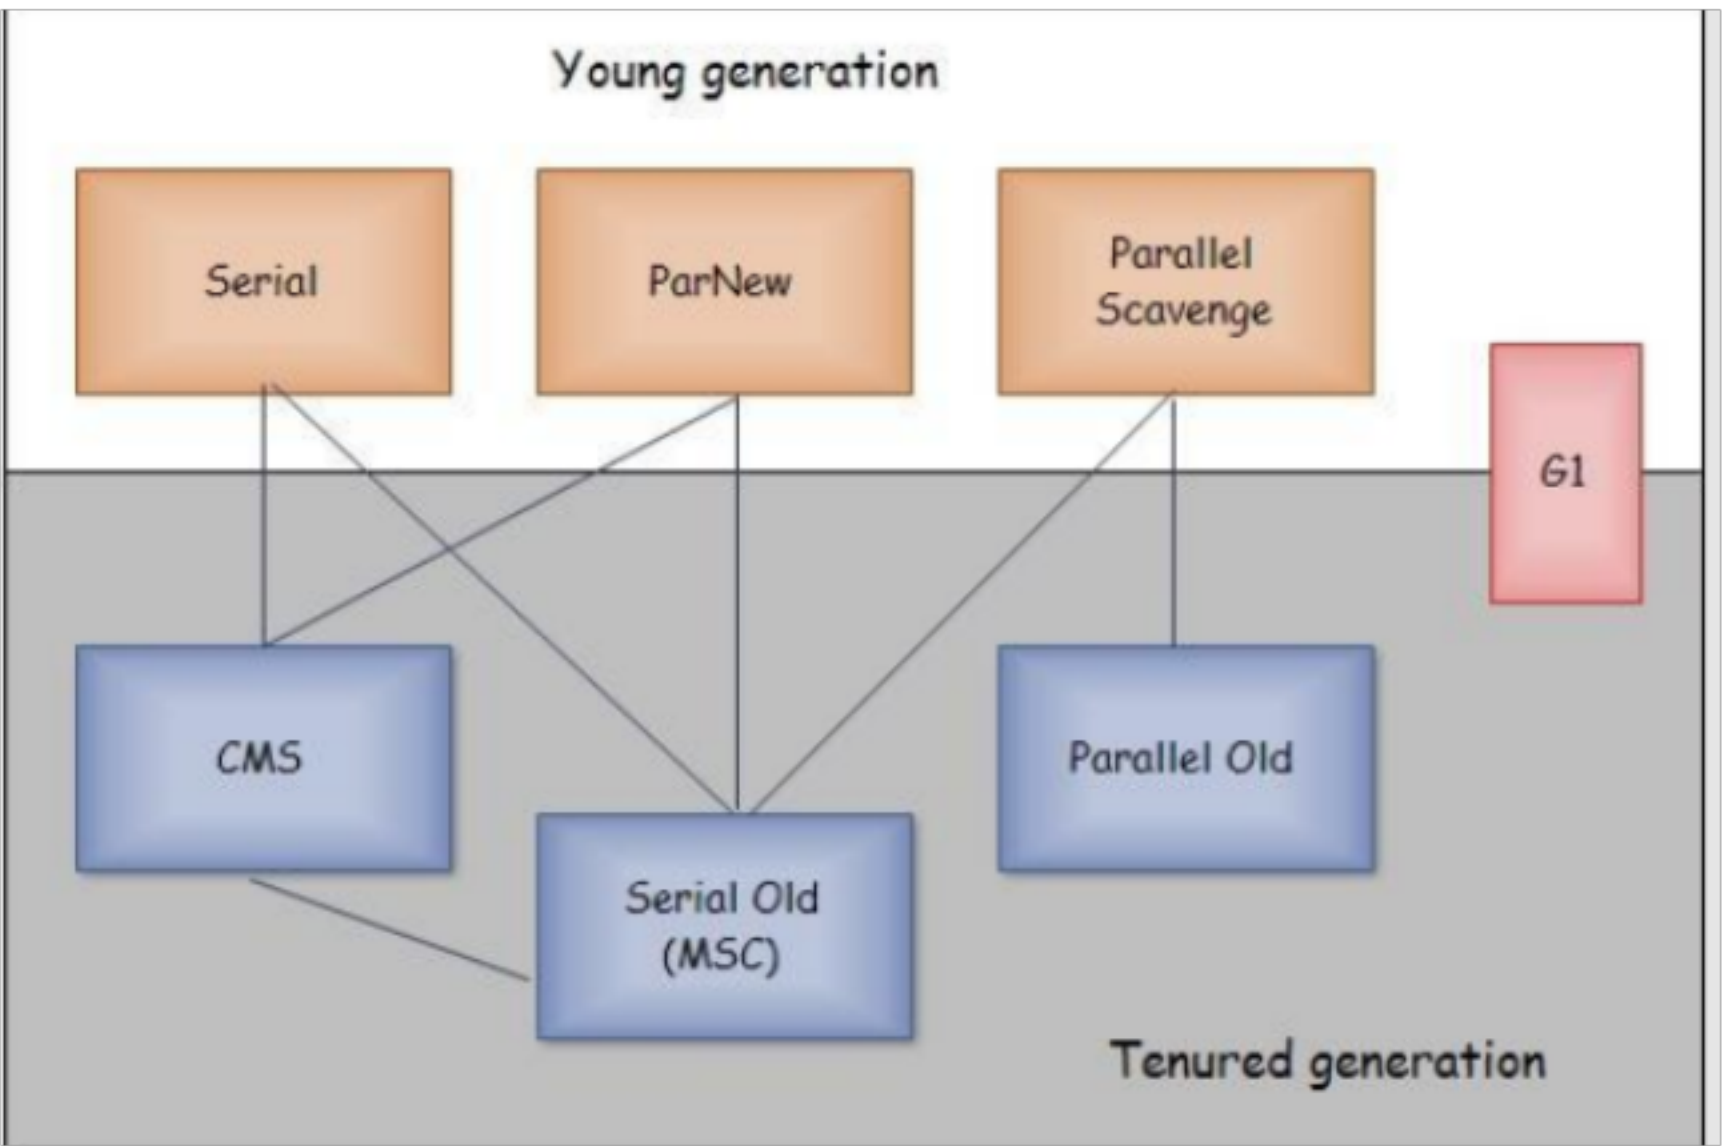 Young generation
Serial
ParNew
Parallel
Scavenge
G1
CMS
Parallel Old
Serial Old
(MSC)
Tenured generation